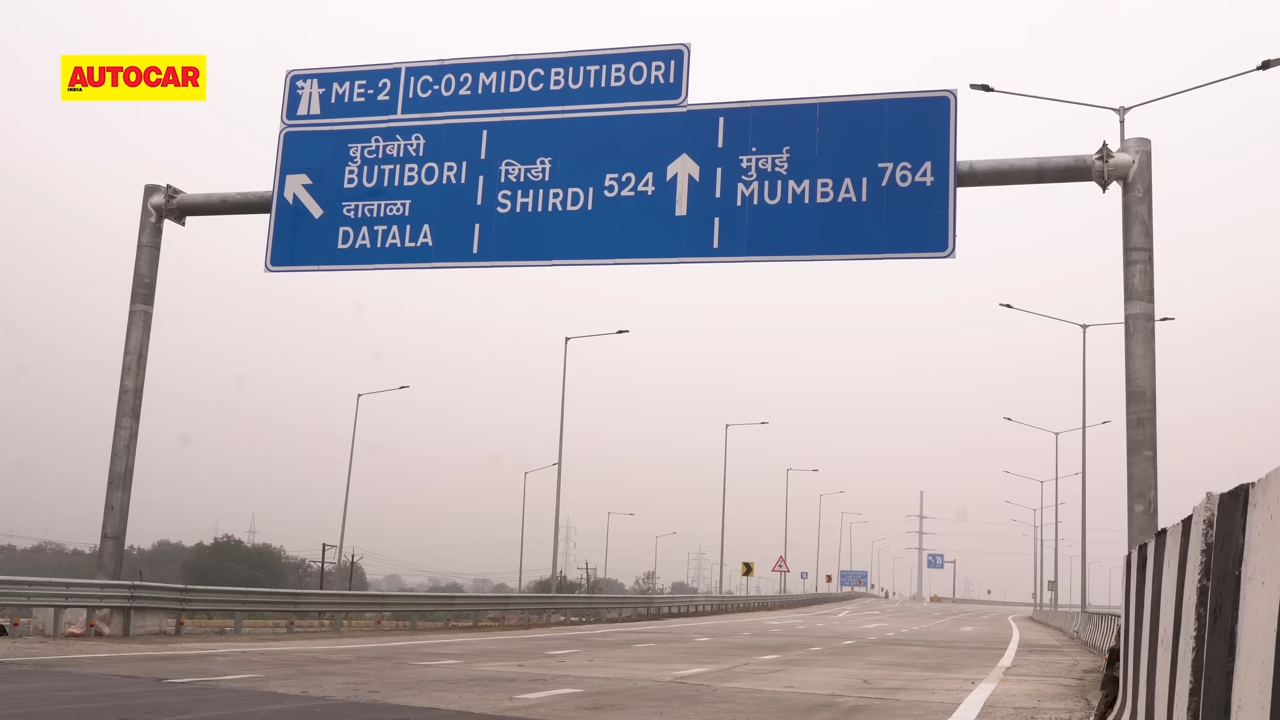 AUTOCAR
INDIA
ME-2 IC-02 MIDC BUTIBORI
बुटीबोरी
BUTIBORI
दाताळा
DATALA
शिर्डी
SHIRDI 524
मुंबई
MUMBAI 764